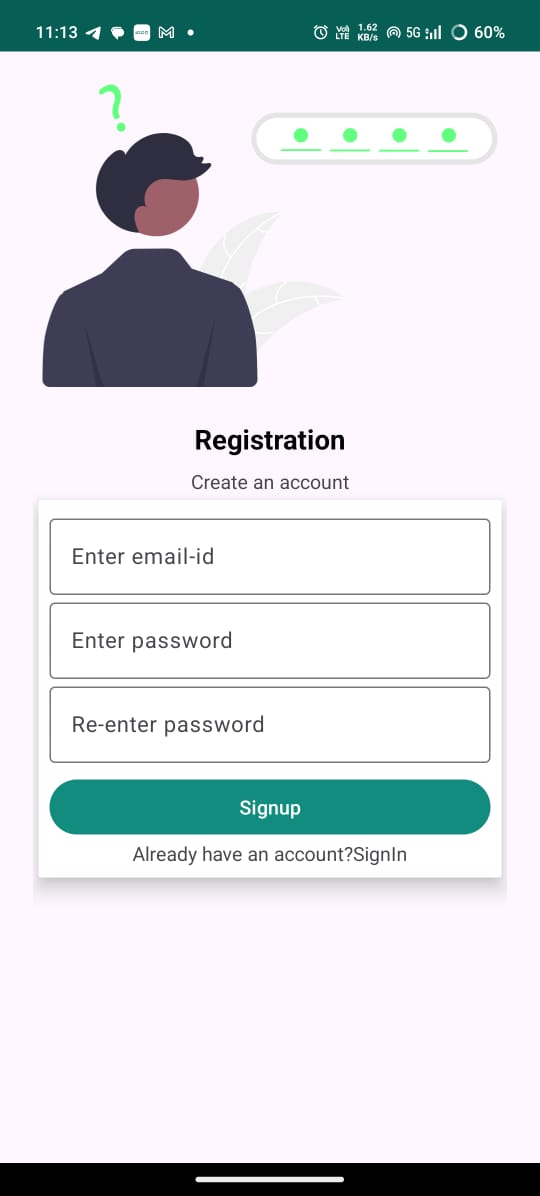 11:13 VoD LTE 1.62 KB/s 5G 60%
?
Registration
Create an account
Enter email-id
Enter password
Re-enter password
Signup
Already have an account?SignIn